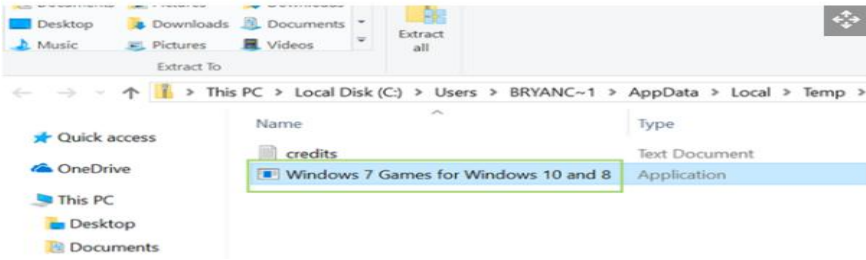 Desktop Downloads Documents
Music Pictures Videos
Extract
all
Extract To
This PC > Local Disk (C:) > Users > BRYANC~1 > AppData > Local > Temp >
Name Type
Quick access
credits Text Document
OneDrive
Windows 7 Games for Windows 10 and 8 Application
This PC
Desktop
Documents